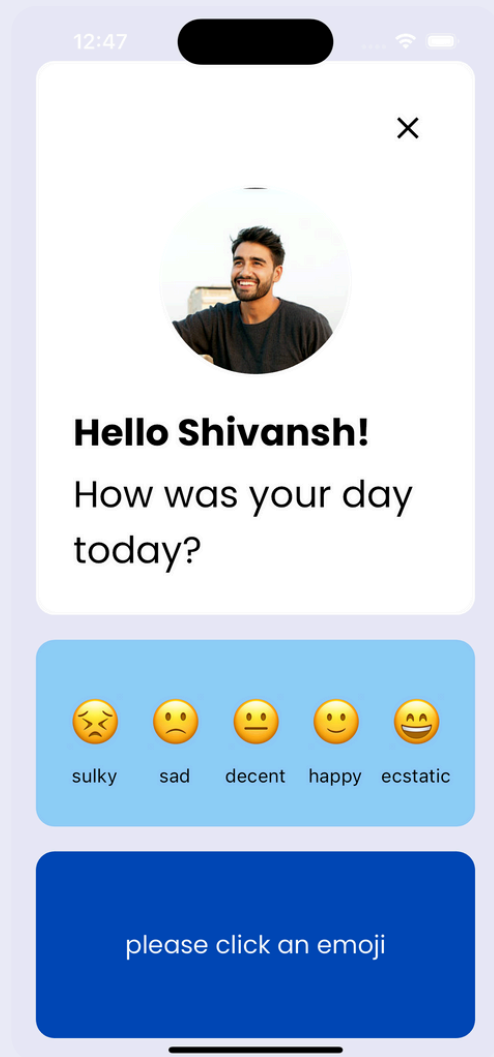 12:47
Hello Shivansh!
How was your day
today?
sulky sad decent happy ecstatic
please click an emoji